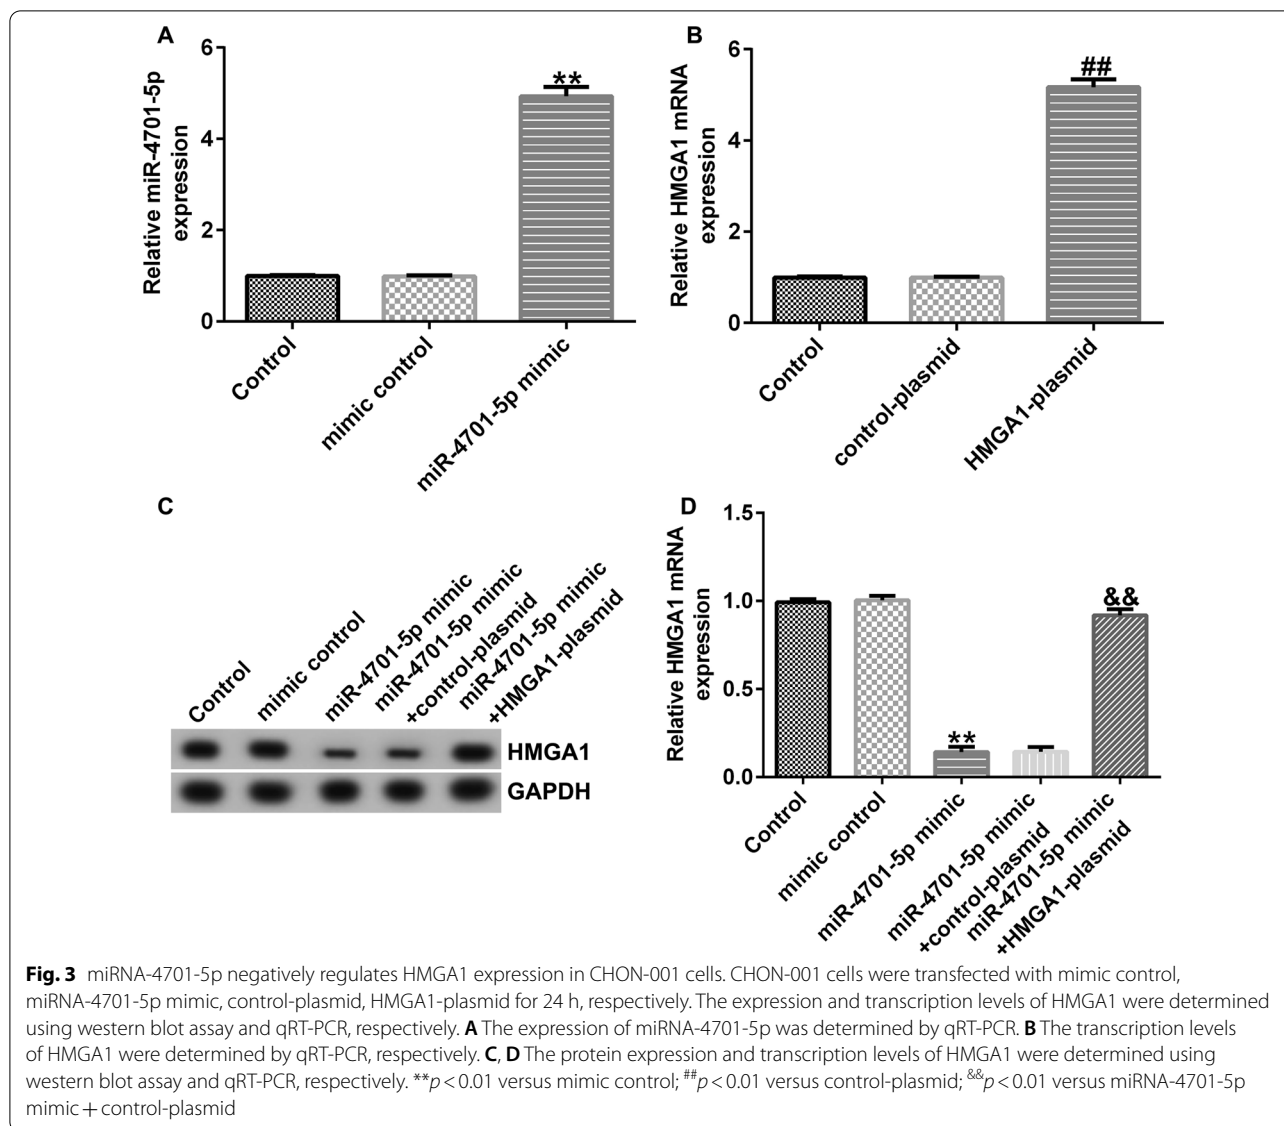 A
Relative miR-4701-5p
expression
6
4
2
0
**
Control
mimic control
miR-4701-5p mimic
B
Relative HMGA1 mRNA
expression
6
4
2
0
##
Control
control-plasmid
HMGA1-plasmid
C
Control
mimic control
miR-4701-5p mimic
miR-4701-5p mimic
+control-plasmid
miR-4701-5p mimic
+HMGA1-plasmid
HMGA1
GAPDH
D
Relative HMGA1 mRNA
expression
1.5
1.0
0.5
0.0
**
&&
Control
mimic control
miR-4701-5p mimic
miR-4701-5p mimic
+control-plasmid
miR-4701-5p mimic
+HMGA1-plasmid
Fig. 3 miRNA-4701-5p negatively regulates HMGA1 expression in CHON-001 cells. CHON-001 cells were transfected with mimic control,
miRNA-4701-5p mimic, control-plasmid, HMGA1-plasmid for 24 h, respectively. The expression and transcription levels of HMGA1 were determined
using western blot assay and qRT-PCR, respectively. A The expression of miRNA-4701-5p was determined by qRT-PCR. B The transcription levels
of HMGA1 were determined by qRT-PCR, respectively. C, D The protein expression and transcription levels of HMGA1 were determined using
western blot assay and qRT-PCR, respectively. **p < 0.01 versus mimic control; ##p < 0.01 versus control-plasmid; &&p < 0.01 versus miRNA-4701-5p
mimic + control-plasmid